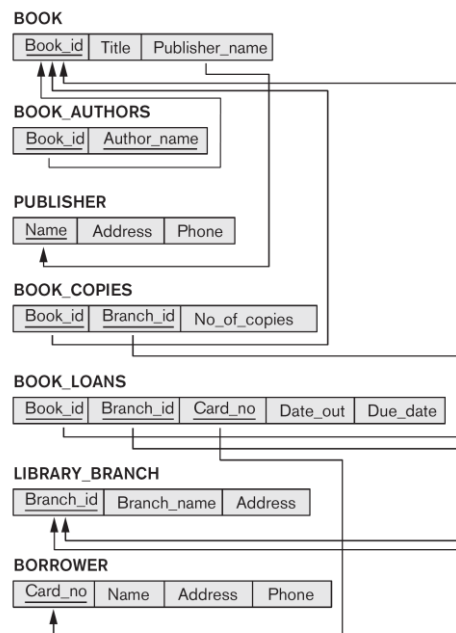 BOOK
Book_id Title Publisher_name
BOOK_AUTHORS
Book_id Author_name
PUBLISHER
Name Address Phone
BOOK_COPIES
Book_id Branch_id No_of_copies
BOOK_LOANS
Book_id Branch_id Card_no Date_out Due_date
LIBRARY_BRANCH
Branch_id Branch_name Address
BORROWER
Card_no Name Address Phone